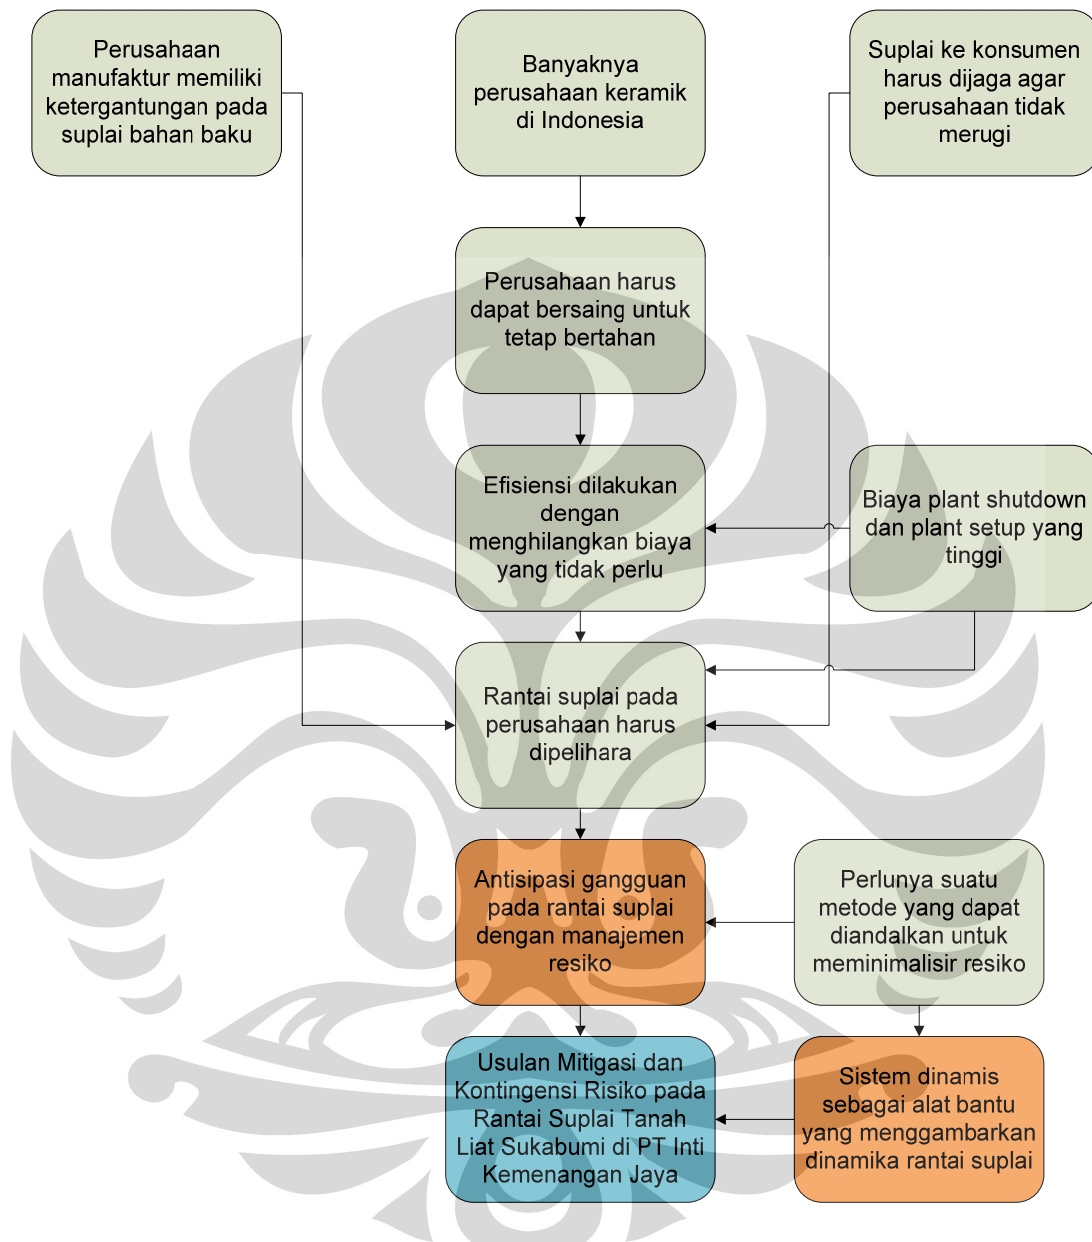 Perusahaan
manufaktur memiliki
ketergantungan pada
suplai bahan baku
Banyaknya
perusahaan keramik
di Indonesia
Suplai ke konsumen
harus dijaga agar
perusahaan tidak
merugi
Perusahaan harus
dapat bersaing untuk
tetap bertahan
Efisiensi dilakukan
dengan
menghilangkan biaya
yang tidak perlu
Biaya plant shutdown
dan plant setup yang
tinggi
Rantai suplai pada
perusahaan harus
dipelihara
Antisipasi gangguan
pada rantai suplai
dengan manajemen
resiko
Perlunya suatu
metode yang dapat
diandalkan untuk
meminimalisir resiko
Usulan Mitigasi dan
Kontingensi Risiko pada
Rantai Suplai Tanah
Liat Sukabumi di PT Inti
Kemenangan Jaya
Sistem dinamis
sebagai alat bantu
yang menggambarkan
dinamika rantai suplai